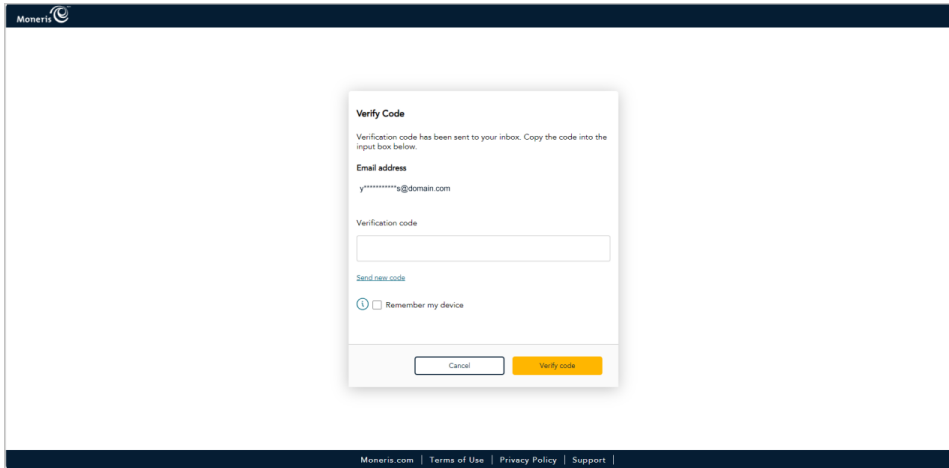 Moneris
Verify Code
Verification code has been sent to your inbox. Copy the code into the
input box below.
Email address
y***********s@domain.com
Verification code
Send new code
i
Remember my device
Cancel
Verify code
Moneris.com | Terms of Use | Privacy Policy | Support |